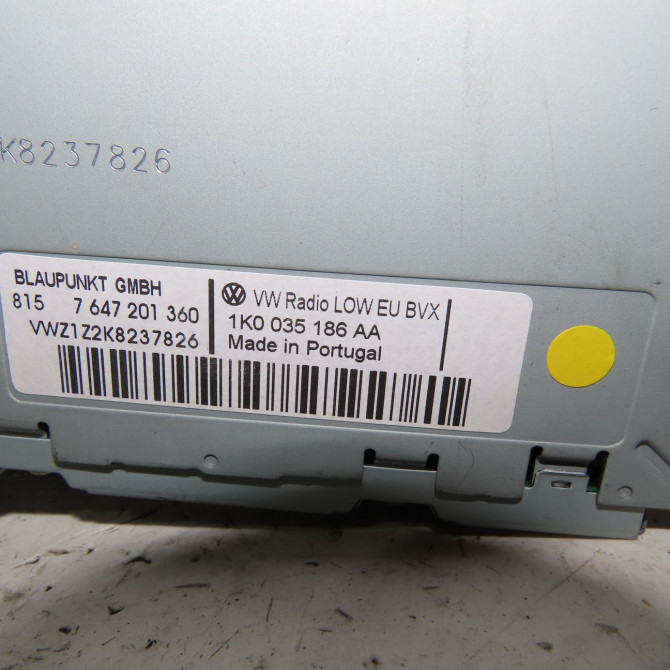 K8237826
BLAUPUNKT GMBH
815 7 647 201 360
VWZ1Z2K8237826
VW Radio LOW EU BVX
1K0 035 186 AA
Made in Portugal